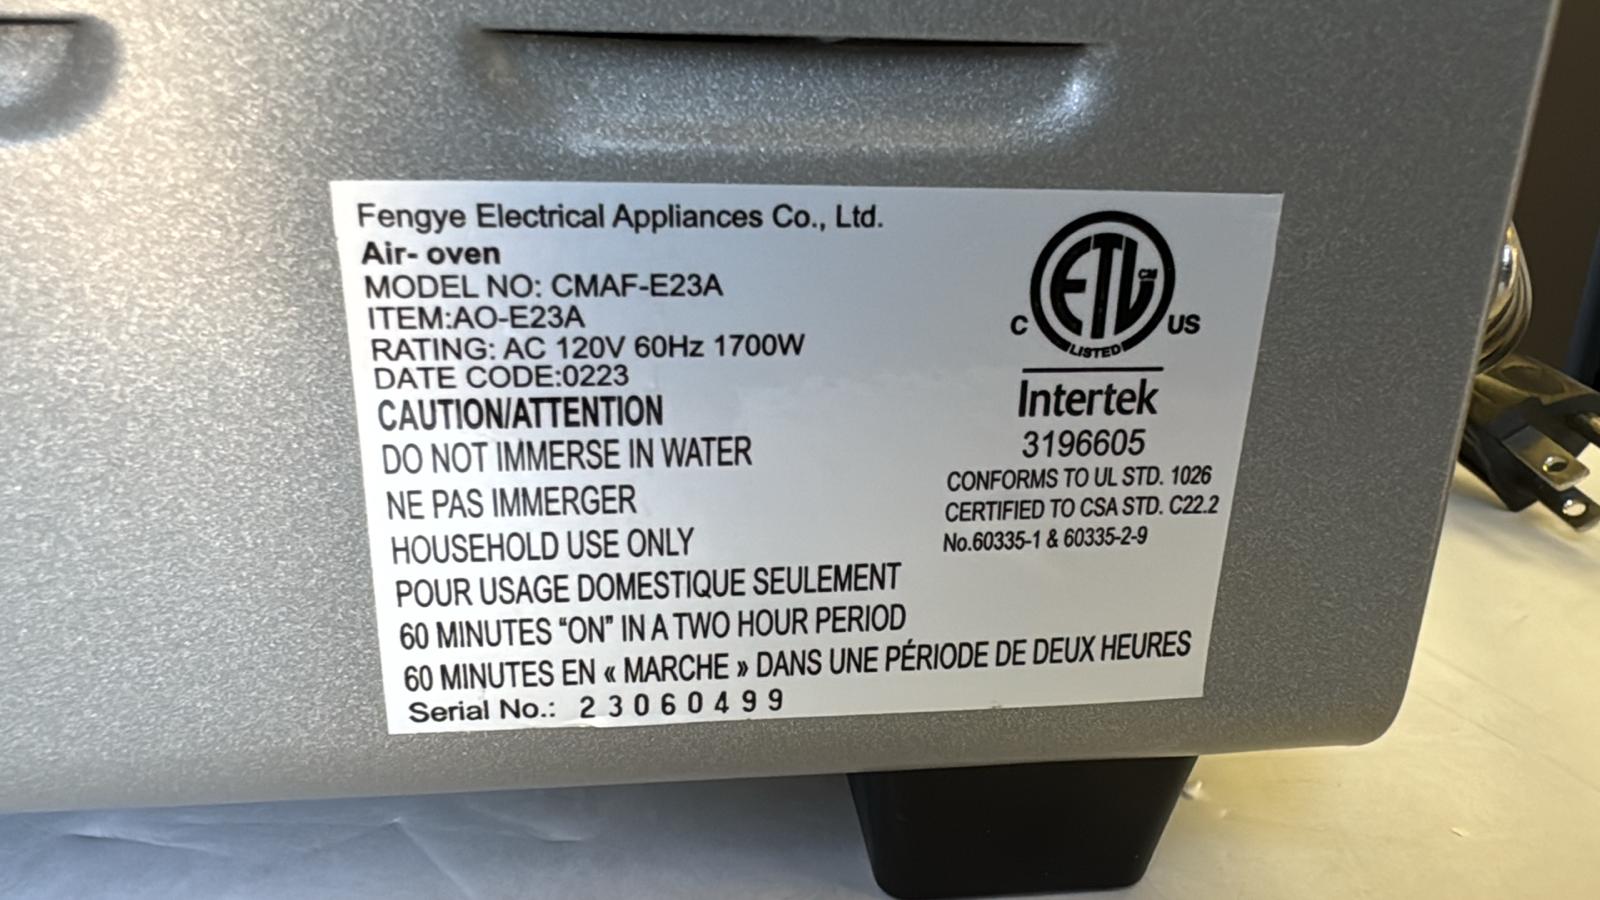 Fengye Electrical Appliances Co., Ltd.
Air- oven
MODEL NO: CMAF-E23A
ITEM:AO-E23A
RATING: AC 120V 60Hz 1700W
DATE CODE:0223
CAUTION/ATTENTION
DO NOT IMMERSE IN WATER
NE PAS IMMERGER
HOUSEHOLD USE ONLY
POUR USAGE DOMESTIQUE SEULEMENT
60 MINUTES “ON” IN A TWO HOUR PERIOD
60 MINUTES EN « MARCHE » DANS UNE PÉRIODE DE DEUX HEURES
Serial No.: 23060499
ETL CM
C US
LISTED
Intertek
3196605
CONFORMS TO UL STD. 1026
CERTIFIED TO CSA STD. C22.2
No.60335-1 & 60335-2-9